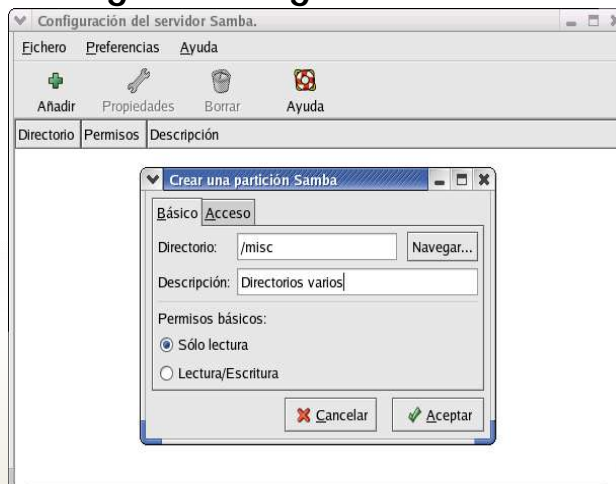 Configuración del servidor Samba.
Fichero Preferencias Ayuda
Añadir Propiedades Borrar Ayuda
Directorio Permisos Descripción
Crear una partición Samba
Básico Acceso
Directorio: /misc Navegar...
Descripción: Directorios varios
Permisos básicos:
Sólo lectura
Lectura/Escritura
Cancelar Aceptar